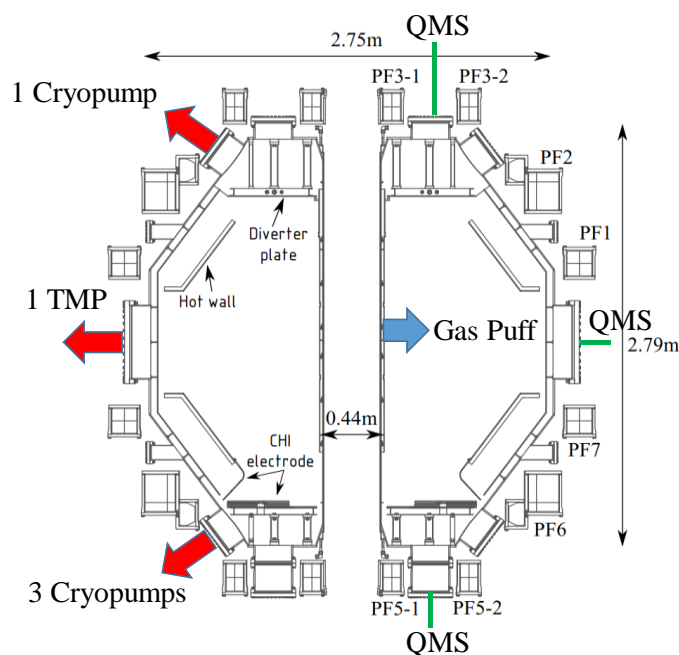 QMS
2.75m
PF3-1
PF3-2
1 Cryopump
PF2
Diverter
plate
PF1
Hot wall
1 TMP
QMS
Gas Puff
2.79m
0.44m
CHI
electrode
PF7
PF6
3 Cryopumps
PF5-1
PF5-2
QMS